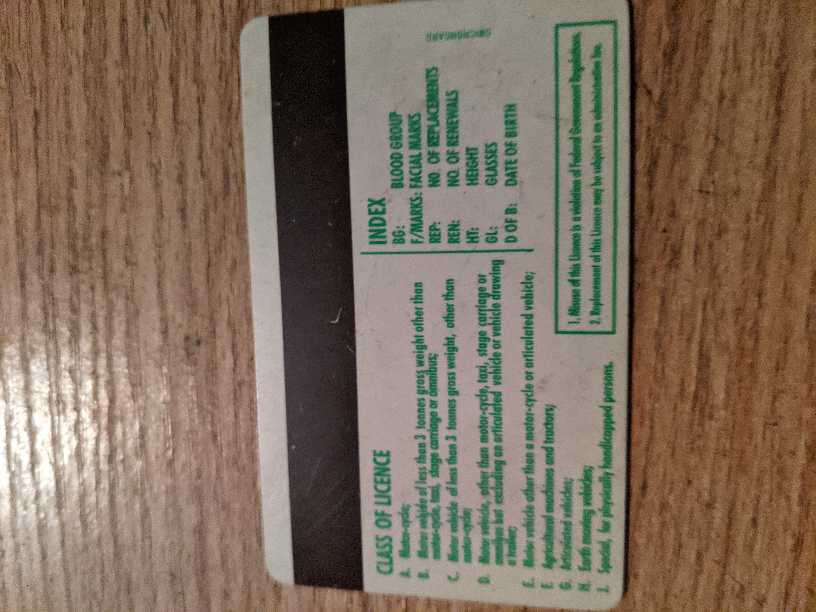 CLASS OF LICENCE
A. Motor-cycle;
B. Motor vehicle of less than 3 tonnes gross weight other than
motor-cycle, taxi, stage carriage or omnibus;
C. Motor vehicle of less than 3 tonnes gross weight, other than
motor-cycle;
D. Motor vehicle, other than motor-cycle, taxi, stage carriage or
omnibus but excluding an articulated vehicle or vehicle drawing
a trailer;
E. Motor vehicle other than a motor-cycle or articulated vehicle;
F. Agricultural machines and tractors;
G. Articulated vehicles;
H. Earth moving vehicles;
J. Special, for physically handicapped persons.
INDEX
BG: BLOOD GROUP
F/MARKS: FACIAL MARKS
REP: NO. OF REPLACEMENTS
REN: NO. OF RENEWALS
HT: HEIGHT
GL: GLASSES
D OF B: DATE OF BIRTH
1. Misuse of this Licence is a violation of Federal Government Regulations.
2. Replacement of this Licence may be subject to an administrative fee.